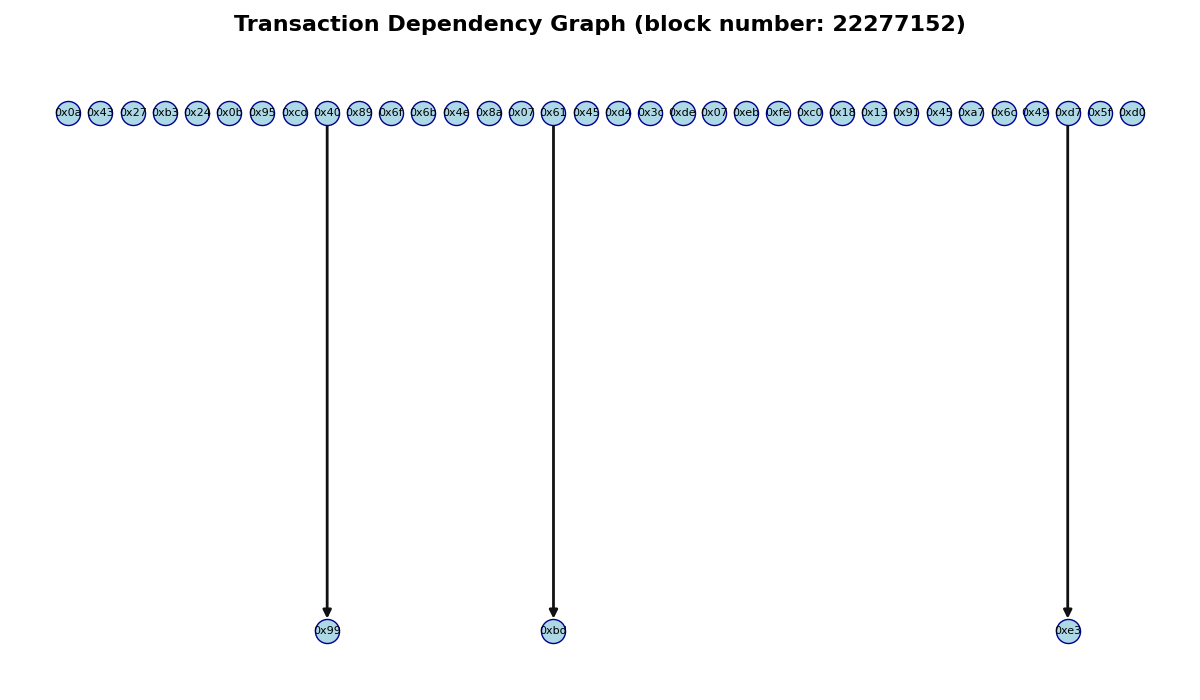 Transaction Dependency Graph (block number: 22277152)
0x0a 0x43 0x27 0xb3 0x24 0x0b 0x95 0xcd 0x40 0x89 0x6f 0x6b 0x4e 0x8a 0x07 0x61 0x45 0xd4 0x3c 0xde 0x07 0xeb 0xfe 0xc0 0x18 0x13 0x91 0x45 0xa7 0x6c 0x49 0xd7 0x5f 0xd0
0x99 0xbd 0xe3